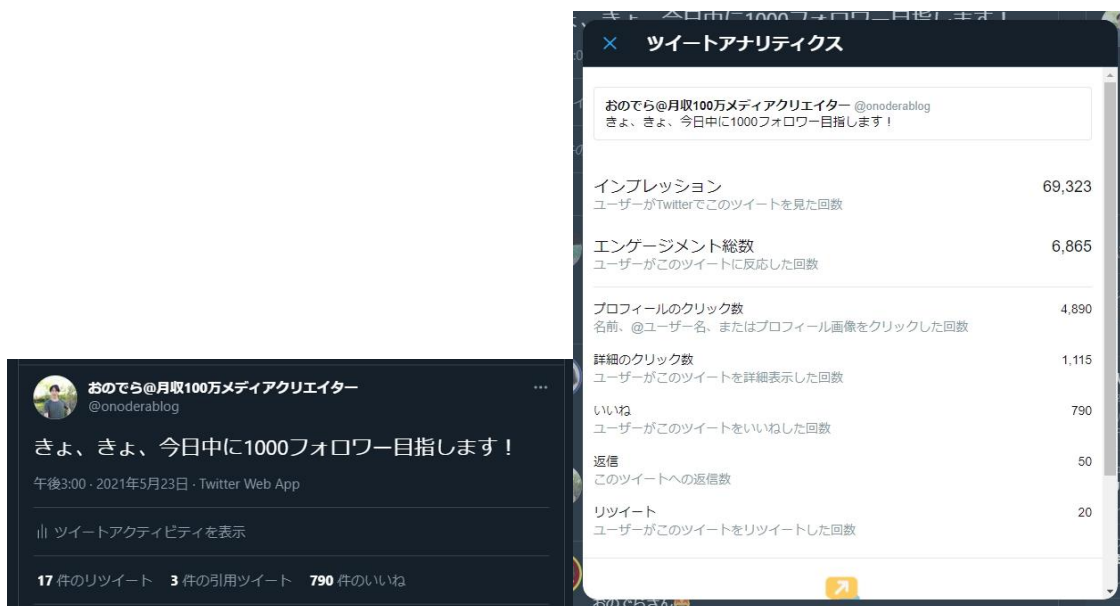 おのでら@月収100万メディアクリエイター
@onoderablog
きょ、きょ、今日中に1000フォロワー目指します！
午後3:00 · 2021年5月23日 · Twitter Web App
ツイートアクティビティを表示
17 件のリツイート 3 件の引用ツイート 790 件のいいね
ツイートアナリティクス
おのでら@月収100万メディアクリエイター @onoderablog
きょ、きょ、今日中に1000フォロワー目指します！
インプレッション 69,323
ユーザーがTwitterでこのツイートを見た回数
エンゲージメント総数 6,865
ユーザーがこのツイートに反応した回数
プロフィールのクリック数 4,890
名前、@ユーザー名、またはプロフィール画像をクリックした回数
詳細のクリック数 1,115
ユーザーがこのツイートを詳細表示した回数
いいね 790
ユーザーがこのツイートをいいねした回数
返信 50
このツイートへの返信数
リツイート 20
ユーザーがこのツイートをリツイートした回数
おのでらさん